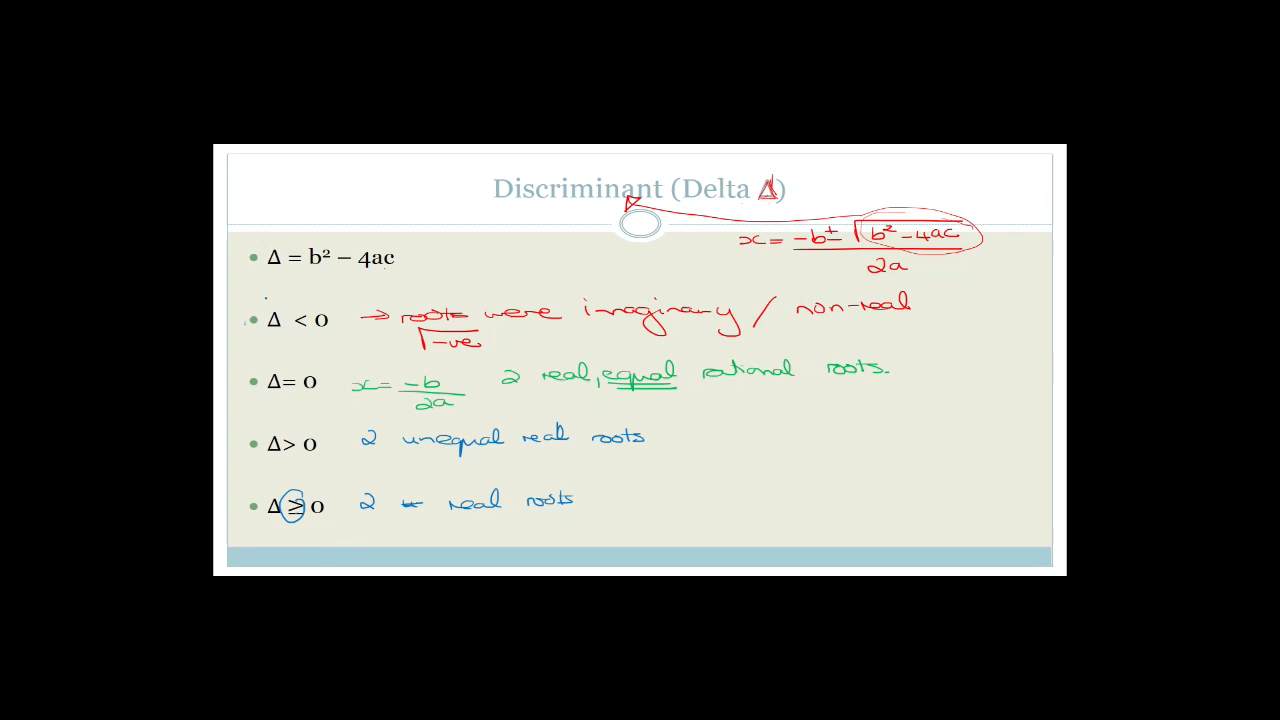 Discriminant (Delta Δ)
x = -b ± √b² - 4ac
2a
• Δ = b² – 4ac
• Δ < 0 → roots were imaginary / non-real
√-ve
• Δ= 0 x = -b/2a 2 real, equal rational roots.
• Δ> 0 2 unequal real roots
• Δ ≥ 0 2 real roots